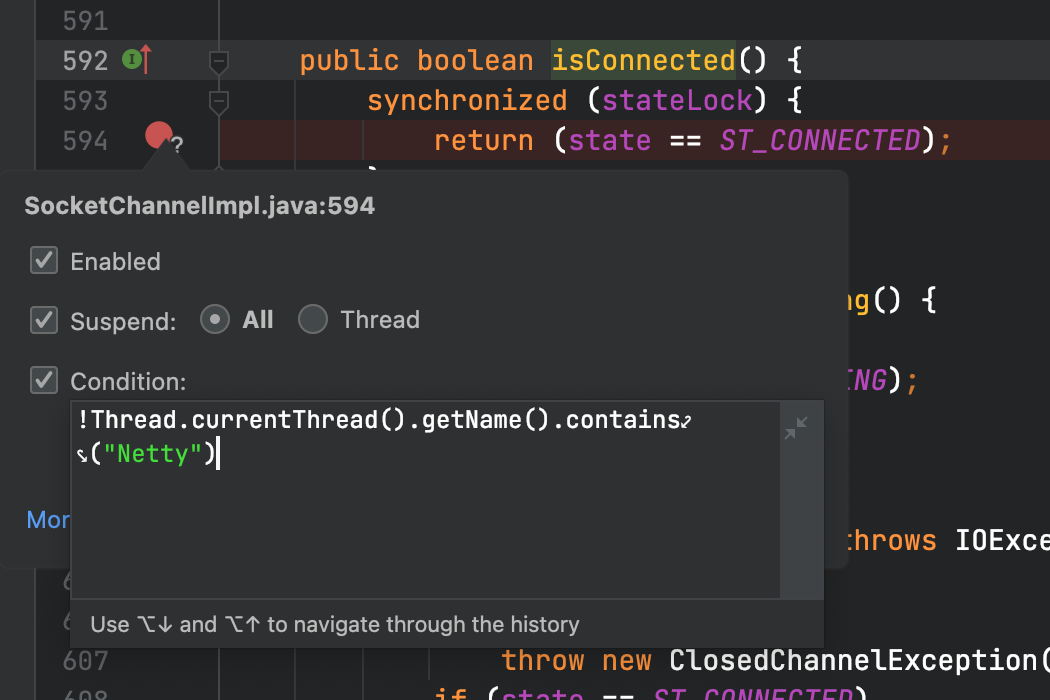 591
592 public boolean isConnected() {
593 synchronized (stateLock) {
594 ? return (state == ST_CONNECTED);
SocketChannelImpl.java:594
Enabled
Suspend: All Thread
() {
);
Condition:
!Thread.currentThread().getName().contains
("Netty")
Mor
throws IOExce
Use ⌥↓ and ⌥↑ to navigate through the history
607 throw new ClosedChannelException(
608 if (state == ST_CONNECTED)